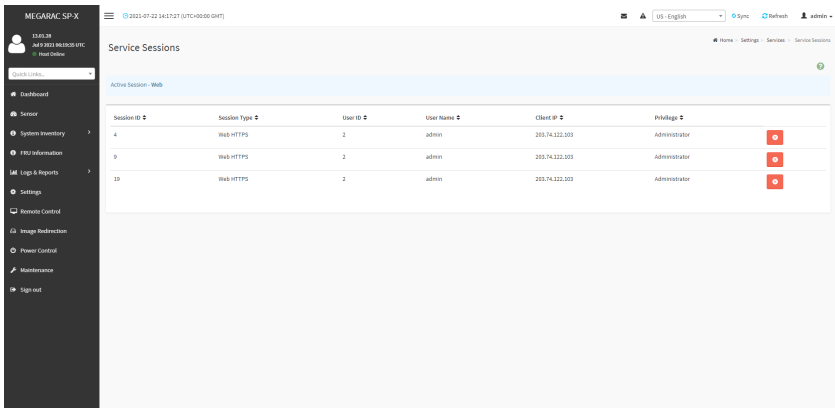 MEGARAC SP-X
2021-07-22 14:17:27 (UTC+00:00 GMT)
US - English
Sync
Refresh
admin
13.01.28
Jul 9 2021 06:19:35 UTC
Host Online
Quick Links...
Dashboard
Sensor
System Inventory
FRU Information
Logs & Reports
Settings
Remote Control
Image Redirection
Power Control
Maintenance
Sign out
Service Sessions
Home > Settings > Services > Service Sessions
Active Session - Web
Session ID Session Type User ID User Name Client IP Privilege
4 Web HTTPS 2 admin 203.74.122.103 Administrator
9 Web HTTPS 2 admin 203.74.122.103 Administrator
19 Web HTTPS 2 admin 203.74.122.103 Administrator